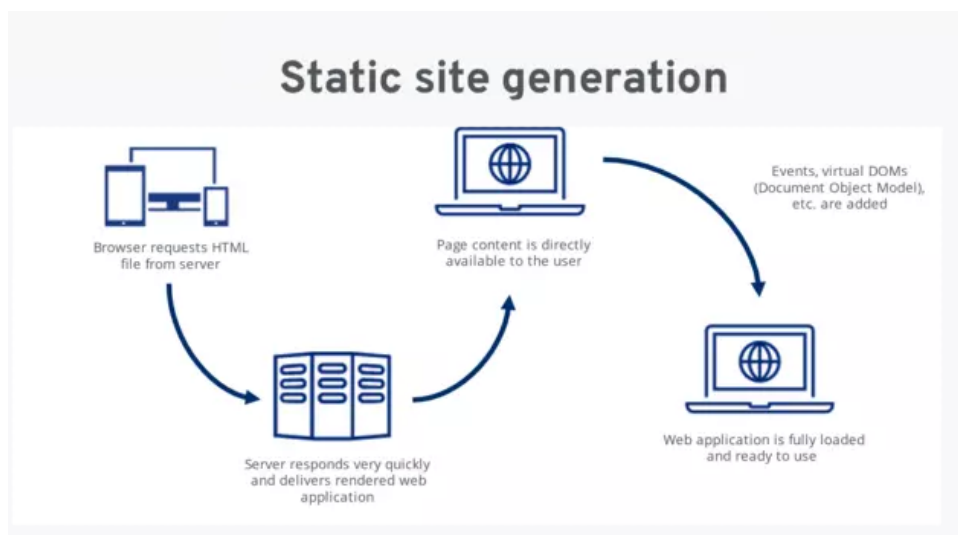 Static site generation
Browser requests HTML
file from server
Server responds very quickly
and delivers rendered web
application
Page content is directly
available to the user
Events, virtual DOMs
(Document Object Model),
etc. are added
Web application is fully loaded
and ready to use